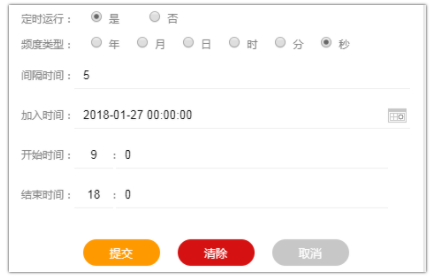 定时运行： 是 否
频度类型： 年 月 日 时 分 秒
间隔时间： 5
加入时间： 2018-01-27 00:00:00
开始时间： 9 : 0
结束时间： 18 : 0
提交 清除 取消